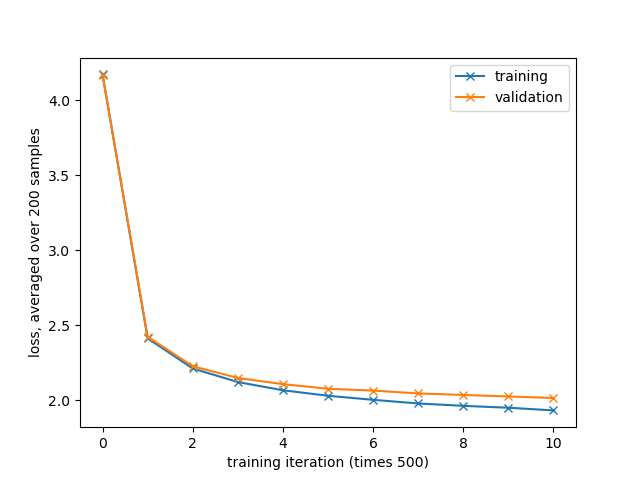 training
validation
4.0
3.5
3.0
2.5
2.0
loss, averaged over 200 samples
0 2 4 6 8 10
training iteration (times 500)